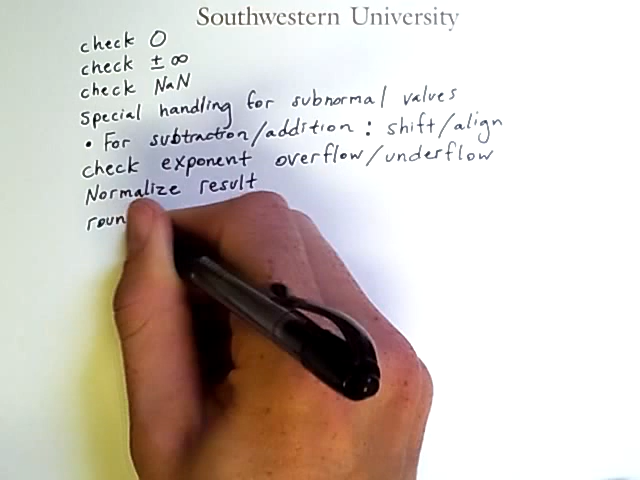 Southwestern University
check 0
check ± ∞
check NaN
Special handling for subnormal values
• For subtraction/addition : shift/align
check exponent overflow/underflow
Normalize result
roun